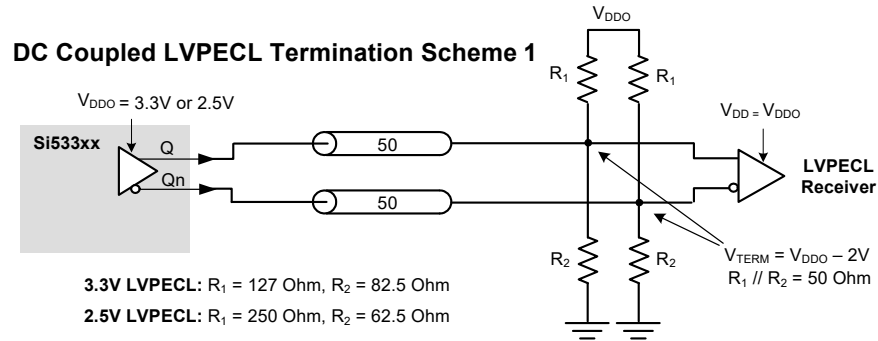 DC Coupled LVPECL Termination Scheme 1
VDDO
R1
R1
VDDO = 3.3V or 2.5V
VDD = VDDO
Si533xx
Q
50
Qn
50
LVPECL
Receiver
R2
R2
VTERM = VDDO – 2V
R1 // R2 = 50 Ohm
3.3V LVPECL: R1 = 127 Ohm, R2 = 82.5 Ohm
2.5V LVPECL: R1 = 250 Ohm, R2 = 62.5 Ohm